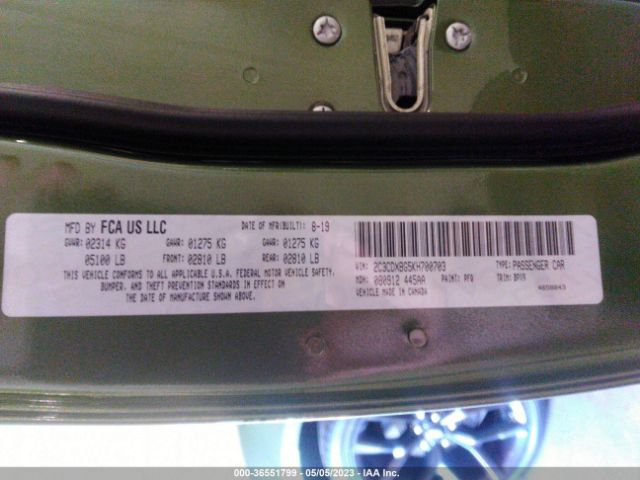 MFD BY FCA US LLC DATE OF MFR(BUILT): 8-19
GVWR: 02314 KG GAWR: 01275 KG GAWR: 01275 KG
05100 LB FRONT: 02810 LB REAR: 02810 LB
THIS VEHICLE CONFORMS TO ALL APPLICABLE U.S.A. FEDERAL MOTOR VEHICLE SAFETY,
BUMPER, AND THEFT PREVENTION STANDARDS IN EFFECT ON
THE DATE OF MANUFACTURE SHOWN ABOVE.
VIN: 2C3CDXBG5KH700703 TYPE: PASSENGER CAR
MDH: 080912 445AA PAINT: PFQ TRIM: BPX9
VEHICLE MADE IN CANADA 4658843
000-36551799 - 05/05/2023 - IAA Inc.